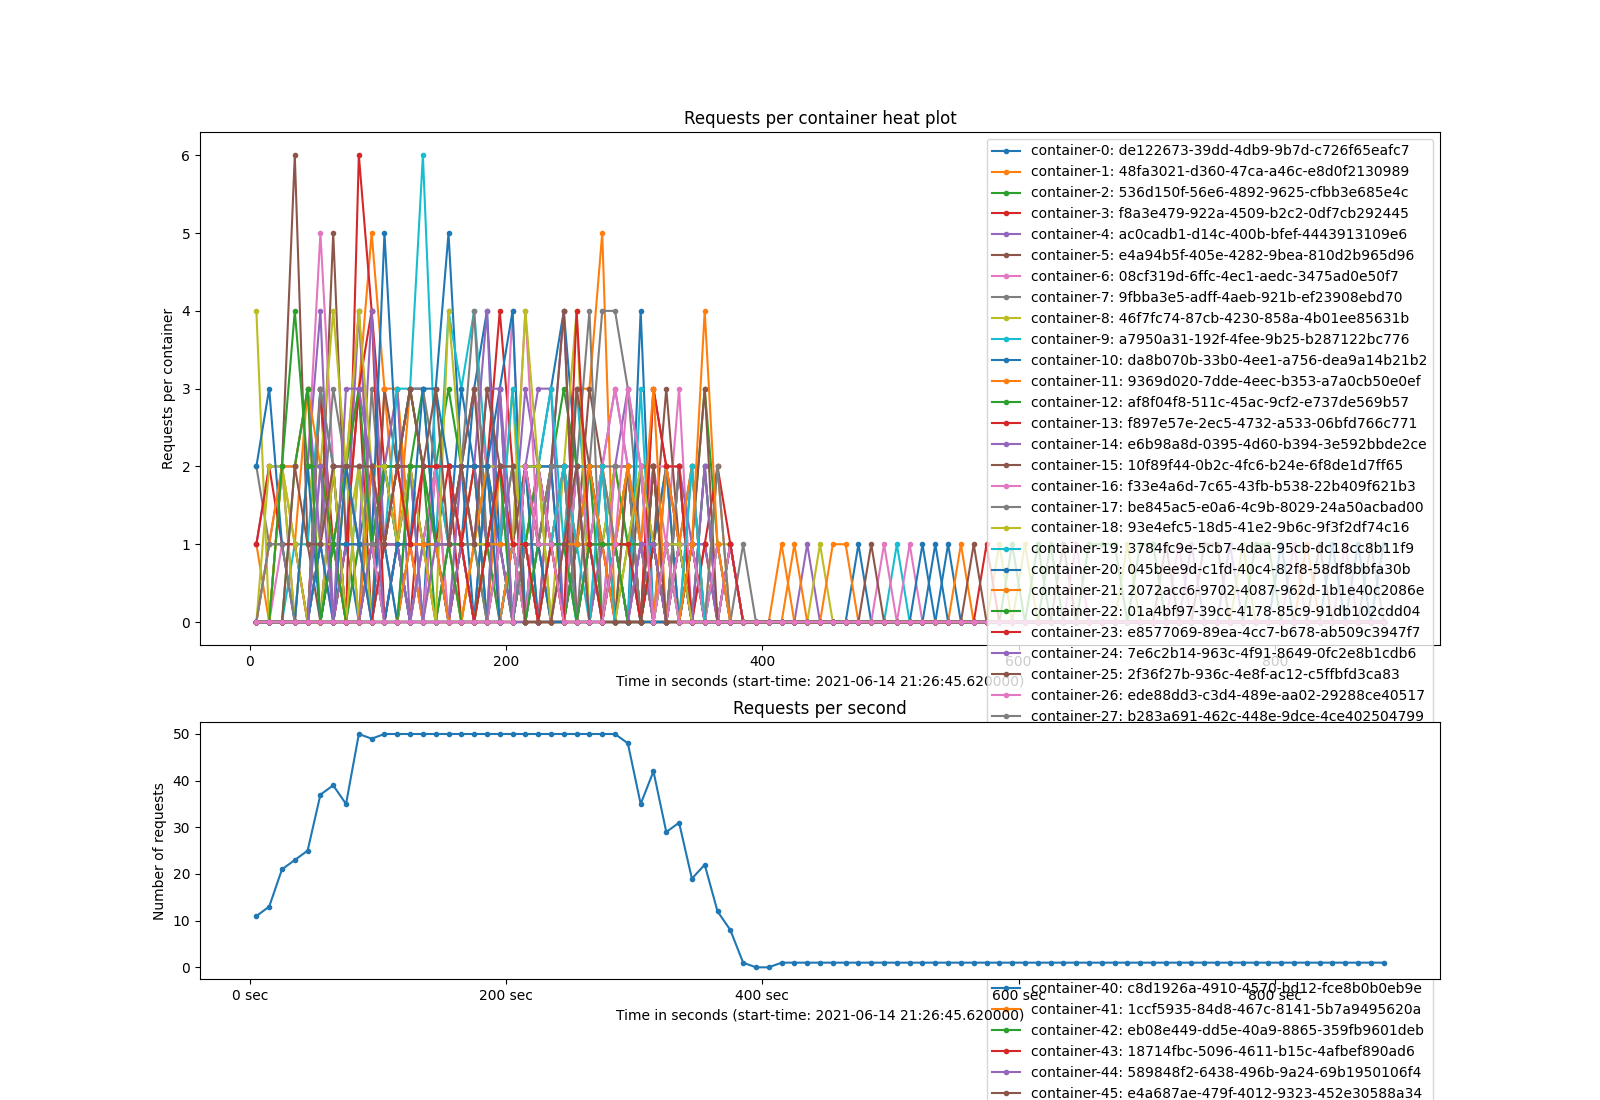 Requests per container heat plot
Requests per container
6
5
4
3
2
1
0
container-0: de122673-39dd-4db9-9b7d-c726f65eafc7
container-1: 48fa3021-d360-47ca-a46c-e8d0f2130989
container-2: 536d150f-56e6-4892-9625-cfbb3e685e4c
container-3: f8a3e479-922a-4509-b2c2-0df7cb292445
container-4: ac0cadb1-d14c-400b-bfef-4443913109e6
container-5: e4a94b5f-405e-4282-9bea-810d2b965d96
container-6: 08cf319d-6ffc-4ec1-aedc-3475ad0e50f7
container-7: 9fbba3e5-adff-4aeb-921b-ef23908ebd70
container-8: 46f7fc74-87cb-4230-858a-4b01ee85631b
container-9: a7950a31-192f-4fee-9b25-b287122bc776
container-10: da8b070b-33b0-4ee1-a756-dea9a14b21b2
container-11: 9369d020-7dde-4eec-b353-a7a0cb50e0ef
container-12: af8f04f8-511c-45ac-9cf2-e737de569b57
container-13: f897e57e-2ec5-4732-a533-06bfd766c771
container-14: e6b98a8d-0395-4d60-b394-3e592bbde2ce
container-15: 10f89f44-0b2c-4fc6-b24e-6f8de1d7ff65
container-16: f33e4a6d-7c65-43fb-b538-22b409f621b3
container-17: be845ac5-e0a6-4c9b-8029-24a50acbad00
container-18: 93e4efc5-18d5-41e2-9b6c-9f3f2df74c16
container-19: 3784fc9e-5cb7-4daa-95cb-dc18cc8b11f9
container-20: 045bee9d-c1fd-40c4-82f8-58df8bbfa30b
container-21: 2072acc6-9702-4087-962d-1b1e40c2086e
container-22: 01a4bf97-39cc-4178-85c9-91db102cdd04
container-23: e8577069-89ea-4cc7-b678-ab509c3947f7
container-24: 7e6c2b14-963c-4f91-8649-0fc2e8b1cdb6
container-25: 2f36f27b-936c-4e8f-ac12-c5ffbfd3ca83
container-26: ede88dd3-c3d4-489e-aa02-29288ce40517
container-27: b283a691-462c-448e-9dce-4ce402504799
0 200 400 600 800
Time in seconds (start-time: 2021-06-14 21:26:45.620000)
Requests per second
Number of requests
50
40
30
20
10
0
0 sec 200 sec 400 sec 600 sec 800 sec
Time in seconds (start-time: 2021-06-14 21:26:45.620000)
container-40: c8d1926a-4910-4570-bd12-fce8b0b0eb9e
container-41: 1ccf5935-84d8-467c-8141-5b7a9495620a
container-42: eb08e449-dd5e-40a9-8865-359fb9601deb
container-43: 18714fbc-5096-4611-b15c-4afbef890ad6
container-44: 589848f2-6438-496b-9a24-69b1950106f4
container-45: e4a687ae-479f-4012-9323-452e30588a34